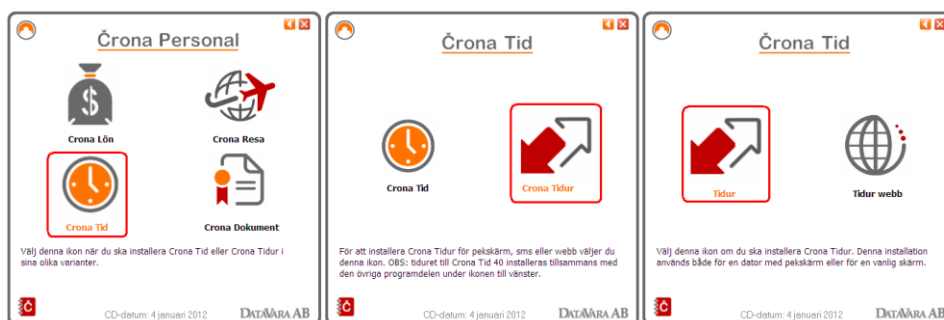 Črona Personal
Crona Lön
Crona Resa
Crona Tid
Crona Dokument
Välj denna ikon när du ska installera Crona Tid eller Crona Tidur i
sina olika varianter.
CD-datum: 4 januari 2012
DATAVARA AB
Črona Tid
Crona Tid
Crona Tidur
För att installera Crona Tidur för pekskärm, sms eller webb väljer du
denna ikon. OBS: tiduret till Crona Tid 40 installeras tillsammans med
den övriga programdelen under ikonen till vänster.
CD-datum: 4 januari 2012
DATAVARA AB
Črona Tid
Tidur
Tidur webb
Välj denna ikon om du ska installera Crona Tidur. Denna installation
används både för en dator med pekskärm eller för en vanlig skärm.
CD-datum: 4 januari 2012
DATAVARA AB